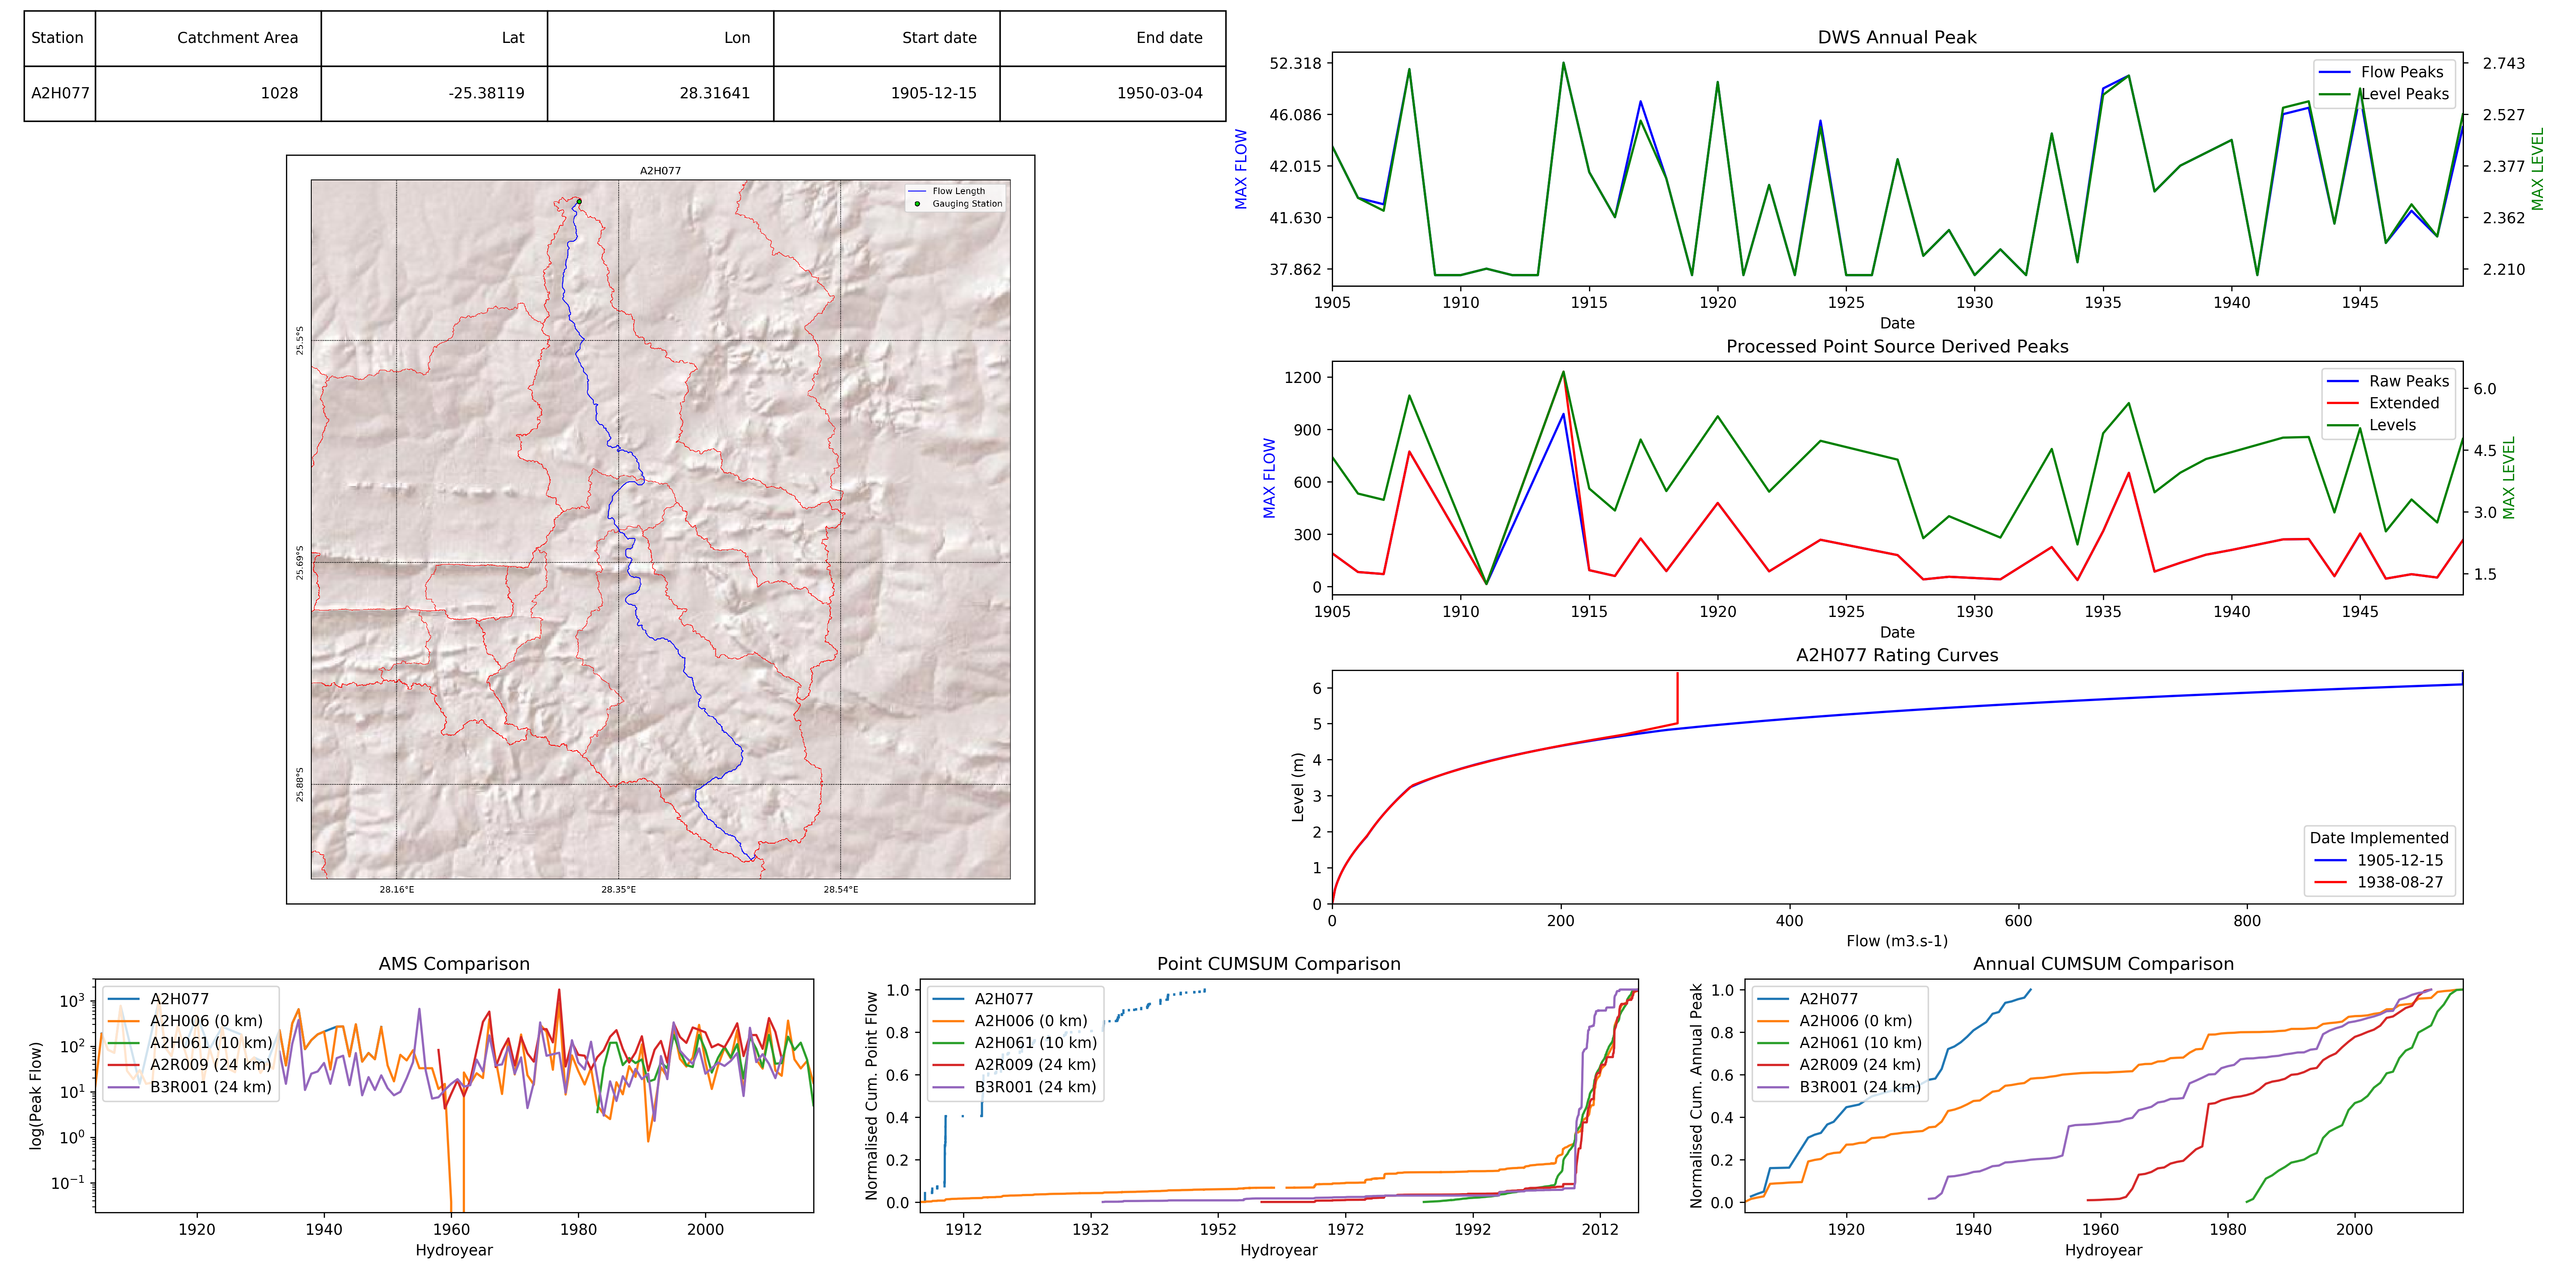 Station Catchment Area Lat Lon Start date End date
A2H077 1028 -25.38119 28.31641 1905-12-15 1950-03-04
A2H077
Flow Length
Gauging Station
25.5°S
25.69°S
25.88°S
28.16°E 28.35°E 28.54°E
DWS Annual Peak
MAX FLOW
52.318
46.086
42.015
41.630
37.862
Flow Peaks
Level Peaks
2.743
2.527
2.377
2.362
2.210
MAX LEVEL
1905 1910 1915 1920 1925 1930 1935 1940 1945
Date
Processed Point Source Derived Peaks
MAX FLOW
1200
900
600
300
0
Raw Peaks
Extended
Levels
6.0
4.5
3.0
1.5
MAX LEVEL
1905 1910 1915 1920 1925 1930 1935 1940 1945
Date
A2H077 Rating Curves
Level (m)
6
5
4
3
2
1
0
Date Implemented
1905-12-15
1938-08-27
0 200 400 600 800
Flow (m3.s-1)
AMS Comparison
log(Peak Flow)
10³
10²
10¹
10⁰
10⁻¹
A2H077
A2H006 (0 km)
A2H061 (10 km)
A2R009 (24 km)
B3R001 (24 km)
1920 1940 1960 1980 2000
Hydroyear
Point CUMSUM Comparison
Normalised Cum. Point Flow
1.0
0.8
0.6
0.4
0.2
0.0
A2H077
A2H006 (0 km)
A2H061 (10 km)
A2R009 (24 km)
B3R001 (24 km)
1912 1932 1952 1972 1992 2012
Hydroyear
Annual CUMSUM Comparison
Normalised Cum. Annual Peak
1.0
0.8
0.6
0.4
0.2
0.0
A2H077
A2H006 (0 km)
A2H061 (10 km)
A2R009 (24 km)
B3R001 (24 km)
1920 1940 1960 1980 2000
Hydroyear